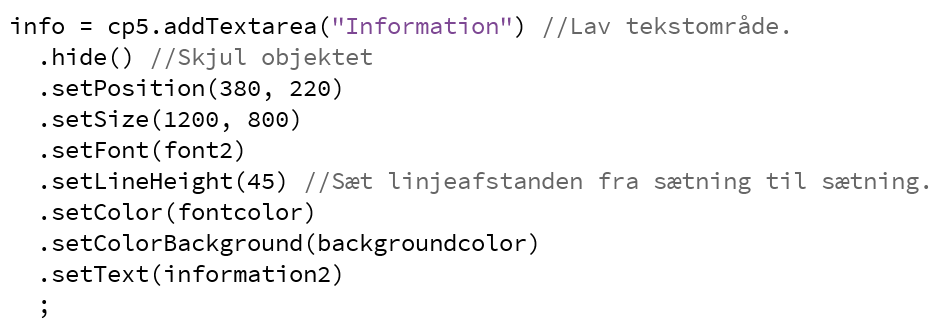 info = cp5.addTextarea("Information") //Lav tekstområde.
  .hide() //Skjul objektet
  .setPosition(380, 220)
  .setSize(1200, 800)
  .setFont(font2)
  .setLineHeight(45) //Sæt linjeafstanden fra sætning til sætning.
  .setColor(fontcolor)
  .setColorBackground(backgroundcolor)
  .setText(information2)
  ;